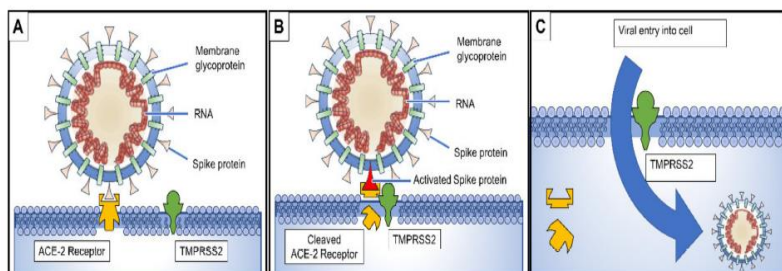 A
Membrane
glycoprotein
RNA
Spike protein
ACE-2 Receptor
TMPRSS2
B
Membrane
glycoprotein
RNA
Spike protein
Activated Spike protein
Cleaved
ACE-2 Receptor
TMPRSS2
C
Viral entry into cell
TMPRSS2